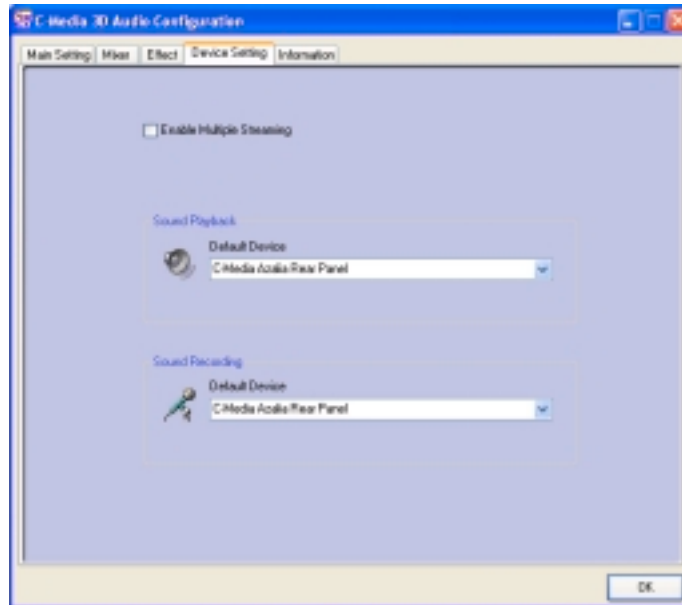 C-Media 3D Audio Configuration
Main Setting Mixer Effect Device Setting Information
Enable Multiple Streaming
Sound Playback
Default Device
C-Media Azalia Rear Panel
Sound Recording
Default Device
C-Media Azalia Rear Panel
OK